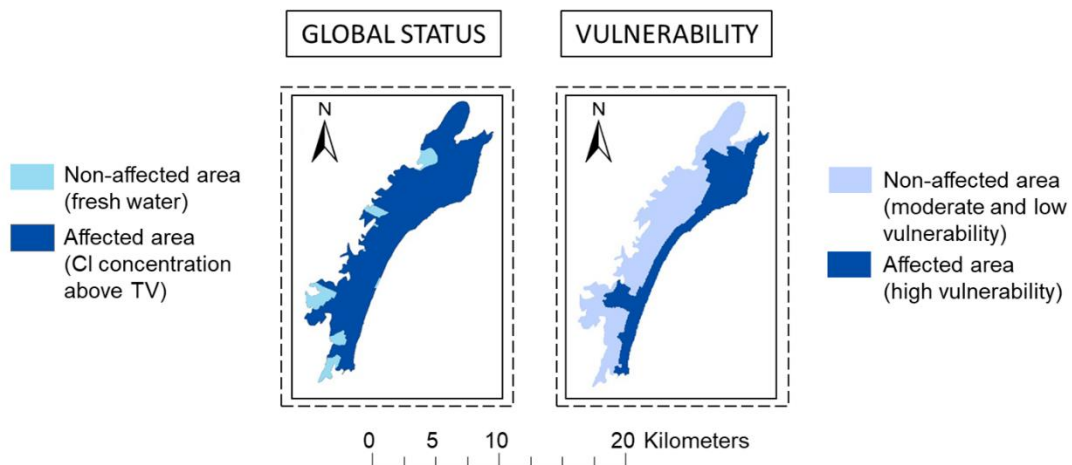 GLOBAL STATUS
VULNERABILITY
N
N
Non-affected area
(fresh water)
Affected area
(Cl concentration
above TV)
Non-affected area
(moderate and low
vulnerability)
Affected area
(high vulnerability)
0 5 10 20 Kilometers